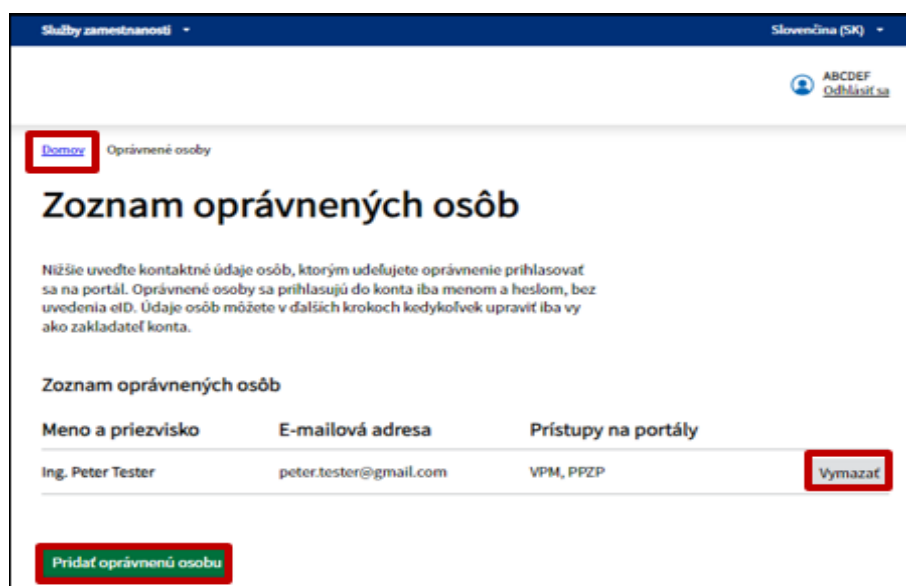 Služby zamestnanosti
Slovenčina (SK)
ABCDEF
Odhlásiť sa
Domov Oprávnené osoby
Zoznam oprávnených osôb
Nižšie uveďte kontaktné údaje osôb, ktorým udeľujete oprávnenie prihlasovať
sa na portál. Oprávnené osoby sa prihlasujú do konta iba menom a heslom, bez
uvedenia eID. Údaje osôb môžete v ďalších krokoch kedykoľvek upraviť iba vy
ako zakladateľ konta.
Zoznam oprávnených osôb
Meno a priezvisko E-mailová adresa Prístupy na portály
Ing. Peter Tester peter.tester@gmail.com VPM, PPZP Vymazať
Pridať oprávnenú osobu